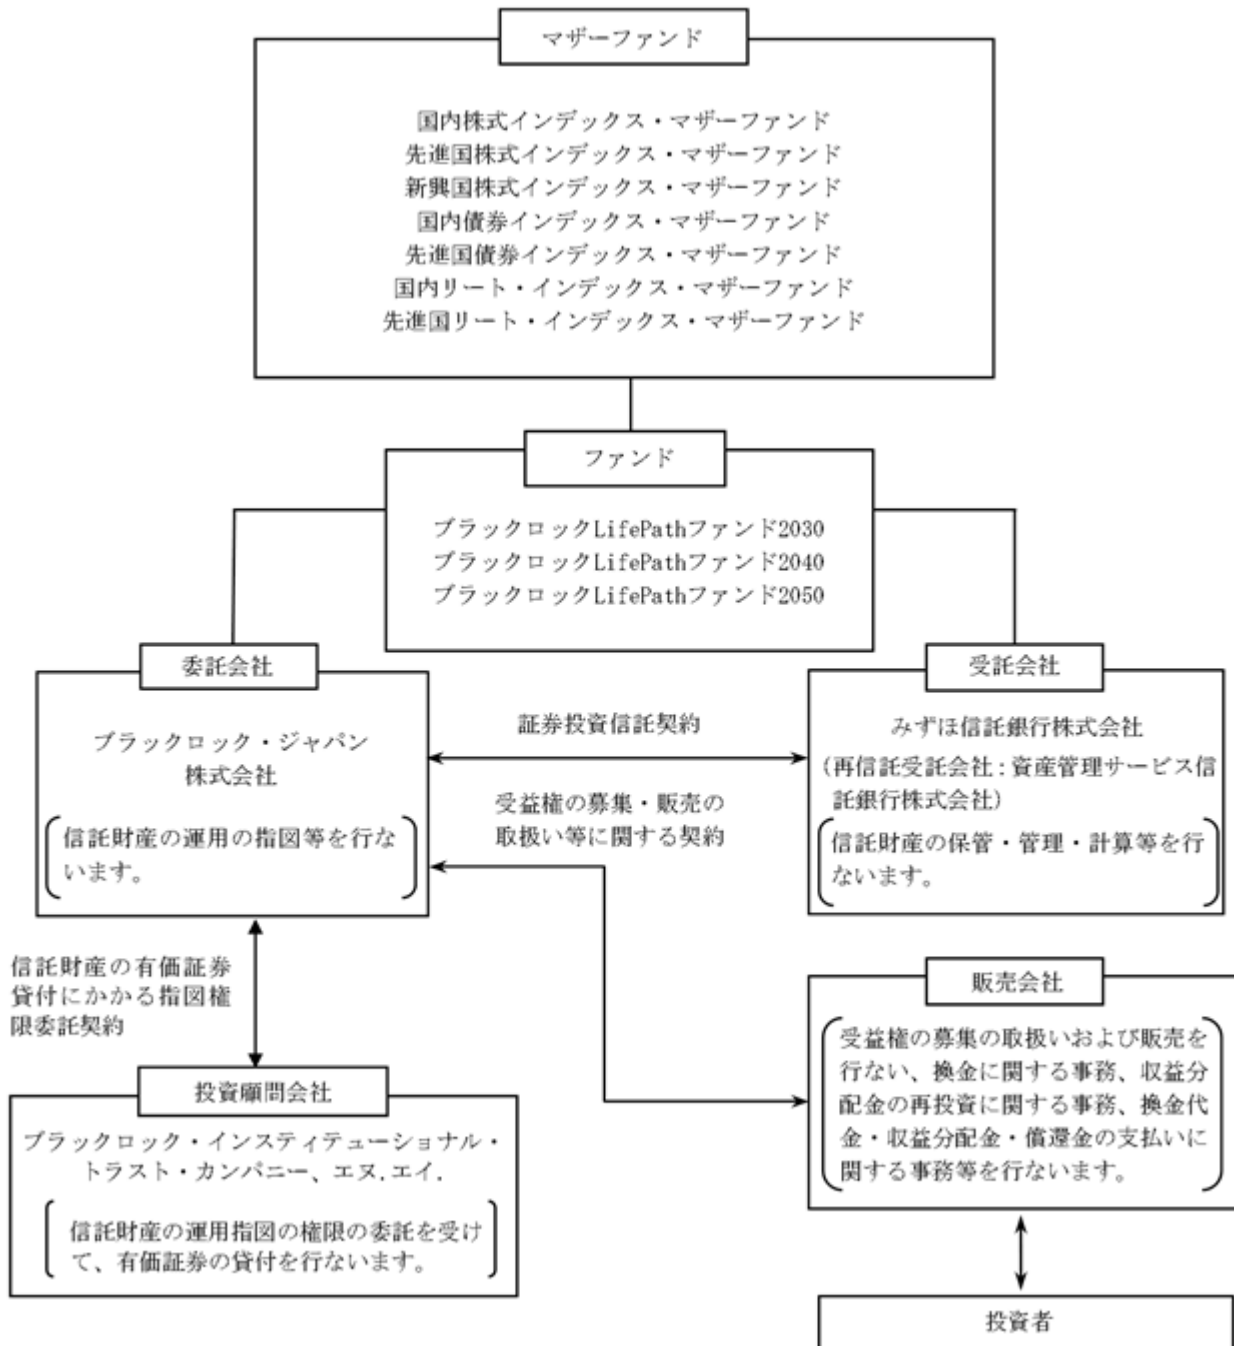 マザーファンド
国内株式インデックス・マザーファンド
先進国株式インデックス・マザーファンド
新興国株式インデックス・マザーファンド
国内債券インデックス・マザーファンド
先進国債券インデックス・マザーファンド
国内リート・インデックス・マザーファンド
先進国リート・インデックス・マザーファンド
ファンド
ブラックロックLifePathファンド2030
ブラックロックLifePathファンド2040
ブラックロックLifePathファンド2050
委託会社
ブラックロック・ジャパン
株式会社
信託財産の運用の指図等を行な
います。
証券投資信託契約
受益権の募集・販売の
取扱い等に関する契約
受託会社
みずほ信託銀行株式会社
(再信託受託会社:資産管理サービス信
託銀行株式会社)
信託財産の保管・管理・計算等を行
ないます。
信託財産の有価証券
貸付にかかる指図権
限委託契約
投資顧問会社
ブラックロック・インスティテューショナル・
トラスト・カンパニー、エヌ.エイ.
信託財産の運用指図の権限の委託を受け
て、有価証券の貸付を行ないます。
販売会社
受益権の募集の取扱いおよび販売を
行ない、換金に関する事務、収益分
配金の再投資に関する事務、換金代
金・収益分配金・償還金の支払いに
関する事務等を行ないます。
投資者